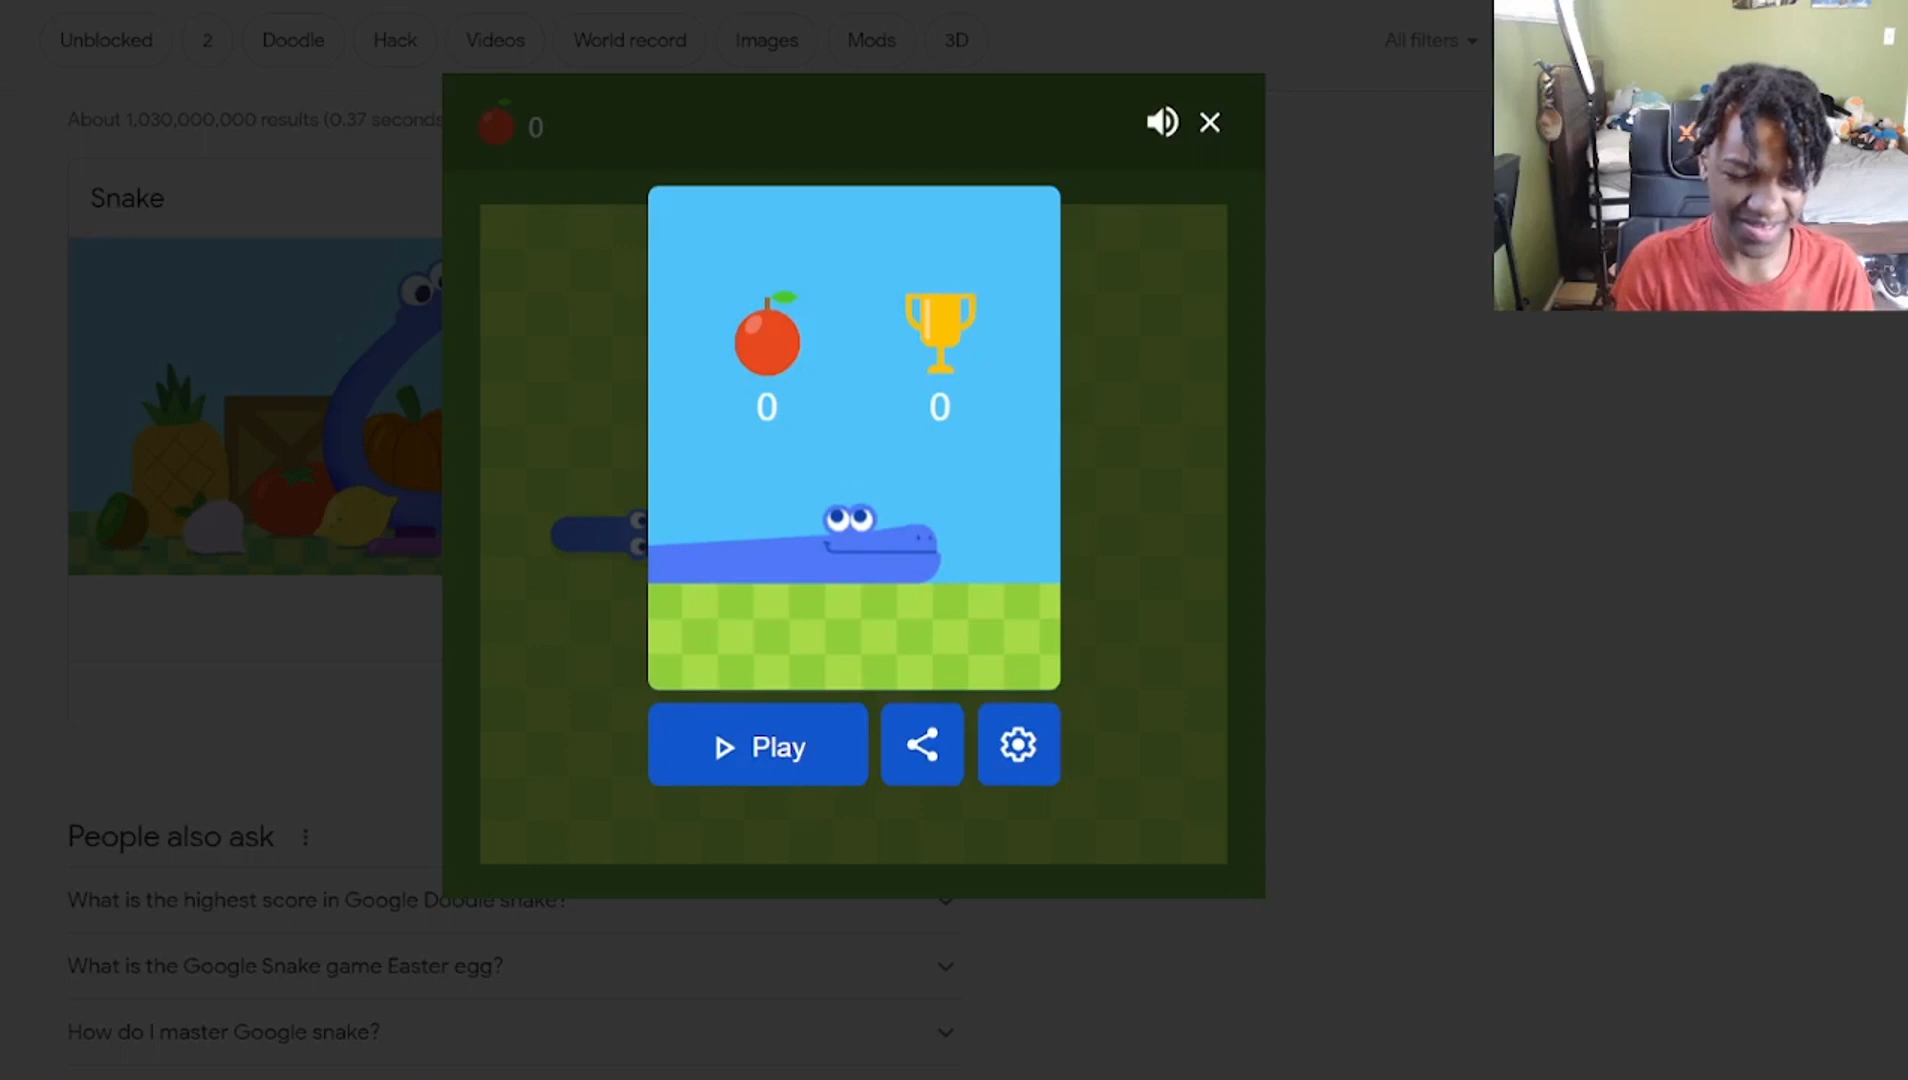 Unblocked 2 Doodle Hack Videos World record Images Mods 3D All filters
About 1,030,000,000 results (0.37 seconds
0
Snake
0 0
Play
People also ask
What is the highest score in Google Doodle snake?
What is the Google Snake game Easter egg?
How do I master Google snake?